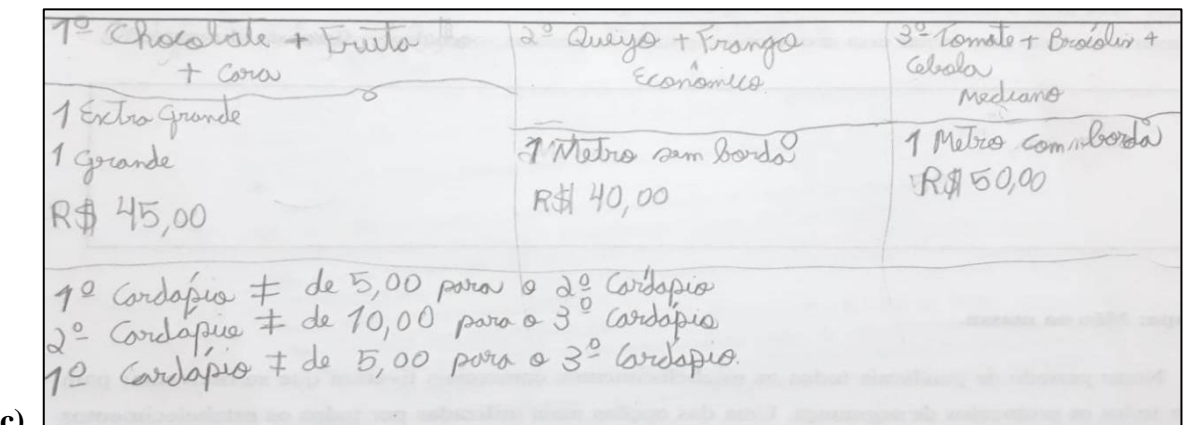 1º Chocolate + Fruta
+ Cara
1 Extra Grande
1 grande
R$ 45,00
2º Queijo + Frango
Econômico
1 Metro sem borda
R$ 40,00
3º Tomate + Brócolis +
Cebola
Mediano
1 Metro com borda
R$ 50,00
1º Cardápio ≠ de 5,00 para o 2º Cardápio
2º Cardápio ≠ de 10,00 para o 3º Cardápio
1º Cardápio ≠ de 5,00 para o 3º Cardápio.
c)